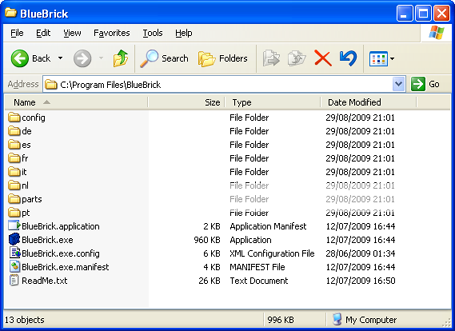 BlueBrick
File Edit View Favorites Tools Help
Back Search Folders
Address C:\Program Files\BlueBrick Go
Name Size Type Date Modified
config File Folder 29/08/2009 21:01
de File Folder 29/08/2009 21:01
es File Folder 29/08/2009 21:01
fr File Folder 29/08/2009 21:01
it File Folder 29/08/2009 21:01
nl File Folder 29/08/2009 21:01
parts File Folder 29/08/2009 21:01
pt File Folder 29/08/2009 21:01
BlueBrick.application 2 KB Application Manifest 12/07/2009 16:44
BlueBrick.exe 960 KB Application 12/07/2009 16:44
BlueBrick.exe.config 6 KB XML Configuration File 28/06/2009 01:34
BlueBrick.exe.manifest 4 KB MANIFEST File 12/07/2009 16:44
ReadMe.txt 26 KB Text Document 12/07/2009 16:50
13 objects 996 KB My Computer